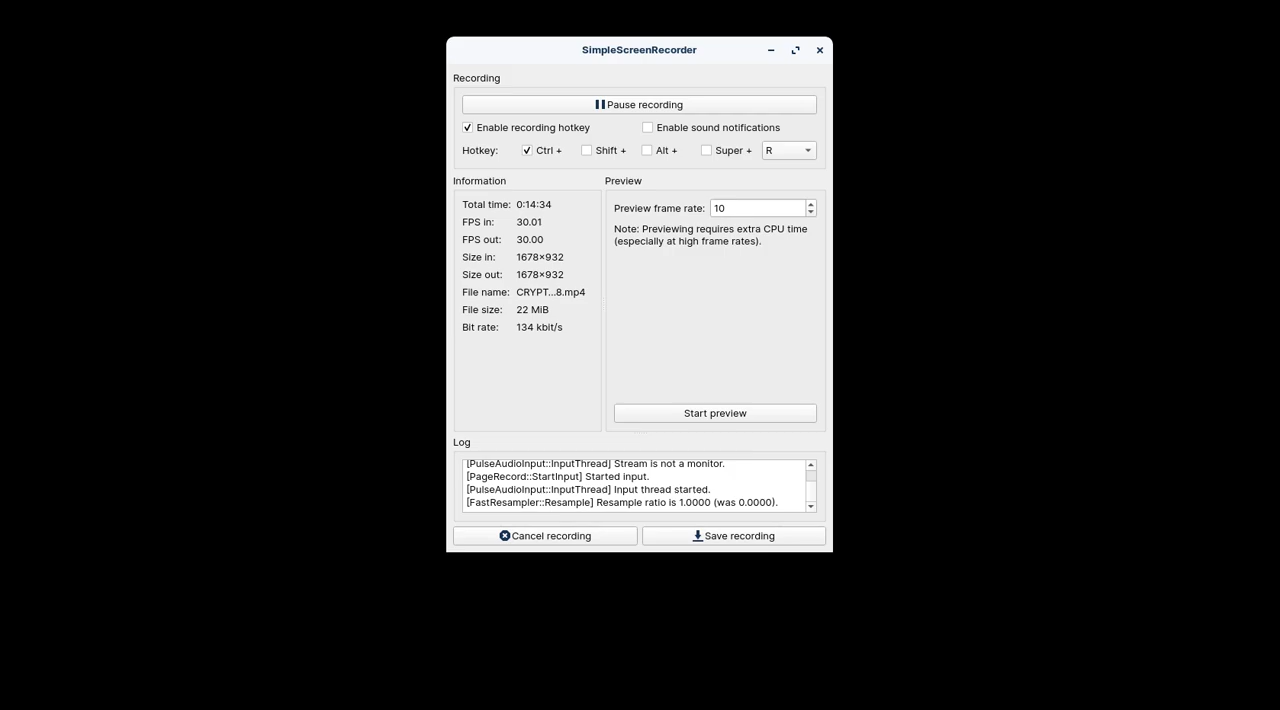 SimpleScreenRecorder
Recording
Pause recording
Enable recording hotkey Enable sound notifications
Hotkey: Ctrl + Shift + Alt + Super + R
Information Preview
Total time: 0:14:34
FPS in: 30.01
FPS out: 30.00
Size in: 1678×932
Size out: 1678×932
File name: CRYPT...8.mp4
File size: 22 MiB
Bit rate: 134 kbit/s
Preview frame rate: 10
Note: Previewing requires extra CPU time
(especially at high frame rates).
Start preview
Log
[PulseAudioInput::InputThread] Stream is not a monitor.
[PageRecord::StartInput] Started input.
[PulseAudioInput::InputThread] Input thread started.
[FastResampler::Resample] Resample ratio is 1.0000 (was 0.0000).
Cancel recording Save recording